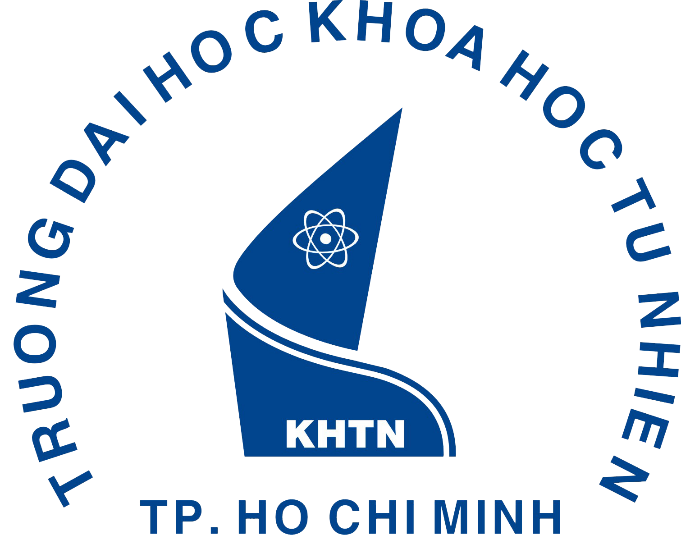 TRUONG DAI HOC KHOA HOC TU NHIEN
KHTN
TP. HO CHI MINH